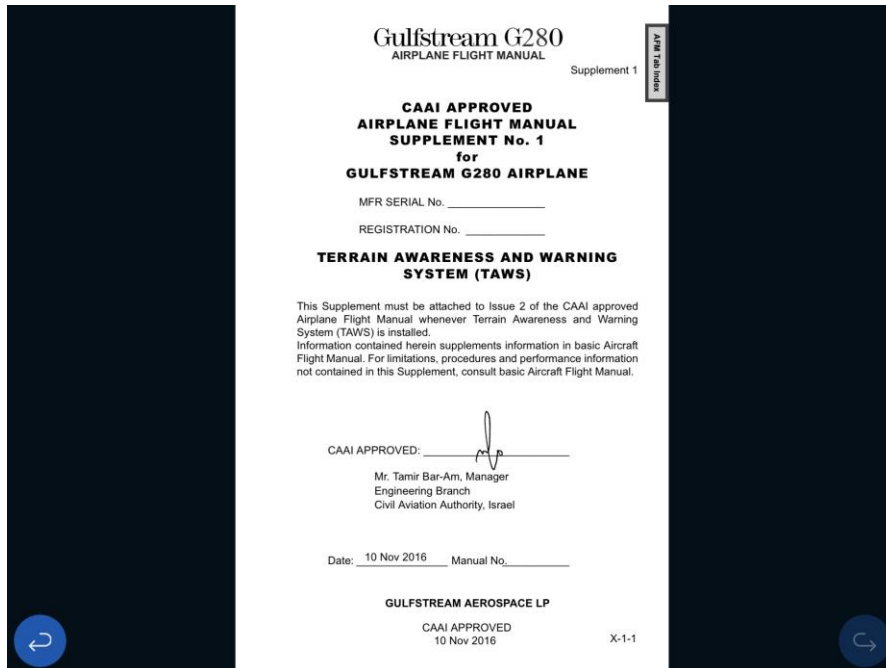 Gulfstream G280
AIRPLANE FLIGHT MANUAL
AFM Tab Index
Supplement 1
CAAI APPROVED
AIRPLANE FLIGHT MANUAL
SUPPLEMENT No. 1
for
GULFSTREAM G280 AIRPLANE
MFR SERIAL No. _______________
REGISTRATION No. ____________
TERRAIN AWARENESS AND WARNING
SYSTEM (TAWS)
This Supplement must be attached to Issue 2 of the CAAI approved
Airplane Flight Manual whenever Terrain Awareness and Warning
System (TAWS) is installed.
Information contained herein supplements information in basic Aircraft
Flight Manual. For limitations, procedures and performance information
not contained in this Supplement, consult basic Aircraft Flight Manual.
CAAI APPROVED: _______________
Mr. Tamir Bar-Am, Manager
Engineering Branch
Civil Aviation Authority, Israel
Date: 10 Nov 2016 Manual No. __________
GULFSTREAM AEROSPACE LP
CAAI APPROVED
10 Nov 2016
X-1-1